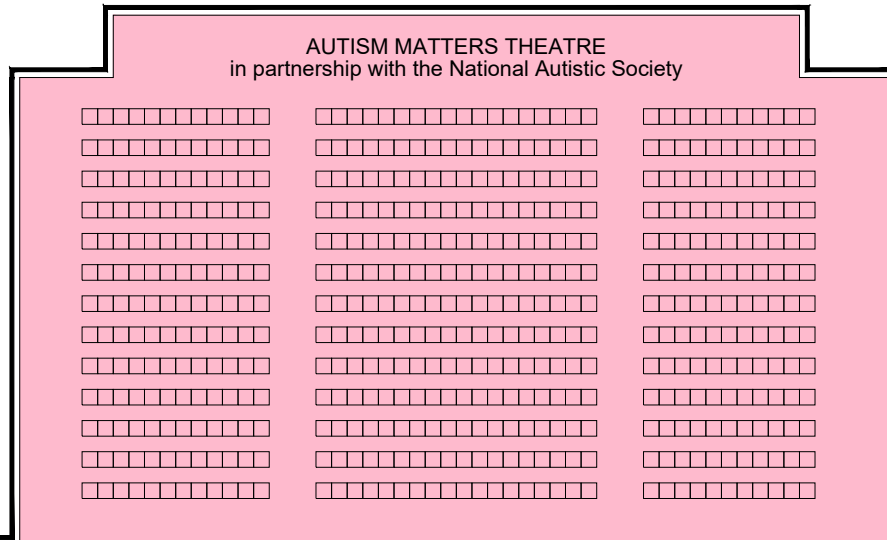 AUTISM MATTERS THEATRE
in partnership with the National Autistic Society